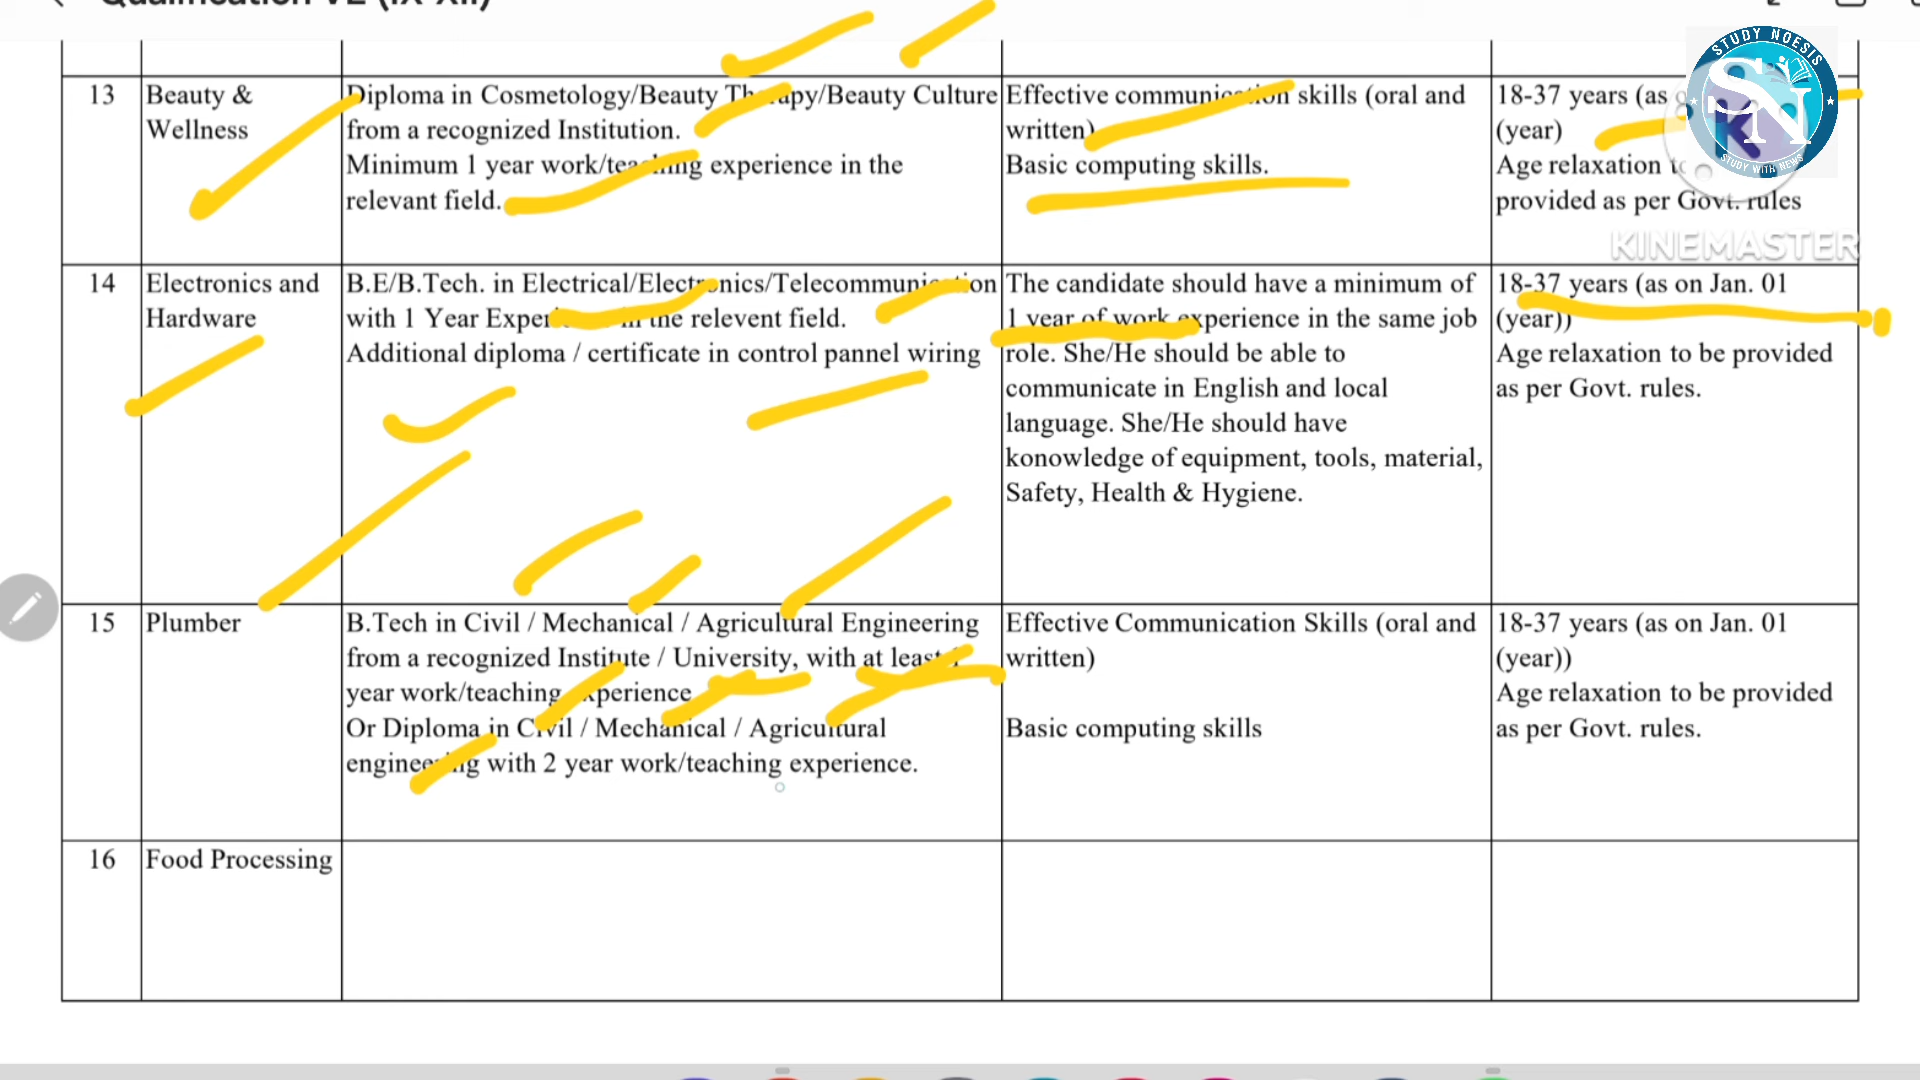 Qualification VE (IX-XII)
STUDY NOESIS
SN
STUDY WITH NEWS
KINEMASTER
13 Beauty & Wellness
Diploma in Cosmetology/Beauty Therapy/Beauty Culture
from a recognized Institution.
Minimum 1 year work/teaching experience in the
relevant field.
Effective communication skills (oral and
written)
Basic computing skills.
18-37 years (as
(year)
Age relaxation to
provided as per Govt. rules
14 Electronics and Hardware
B.E/B.Tech. in Electrical/Electronics/Telecommunication
with 1 Year Experience in the relevent field.
Additional diploma / certificate in control pannel wiring
The candidate should have a minimum of
1 year of work experience in the same job
role. She/He should be able to
communicate in English and local
language. She/He should have
konowledge of equipment, tools, material,
Safety, Health & Hygiene.
18-37 years (as on Jan. 01
(year))
Age relaxation to be provided
as per Govt. rules.
15 Plumber
B.Tech in Civil / Mechanical / Agricultural Engineering
from a recognized Institute / University, with at least
year work/teaching experience
Or Diploma in Civil / Mechanical / Agricultural
engineering with 2 year work/teaching experience.
Effective Communication Skills (oral and
written)
Basic computing skills
18-37 years (as on Jan. 01
(year))
Age relaxation to be provided
as per Govt. rules.
16 Food Processing